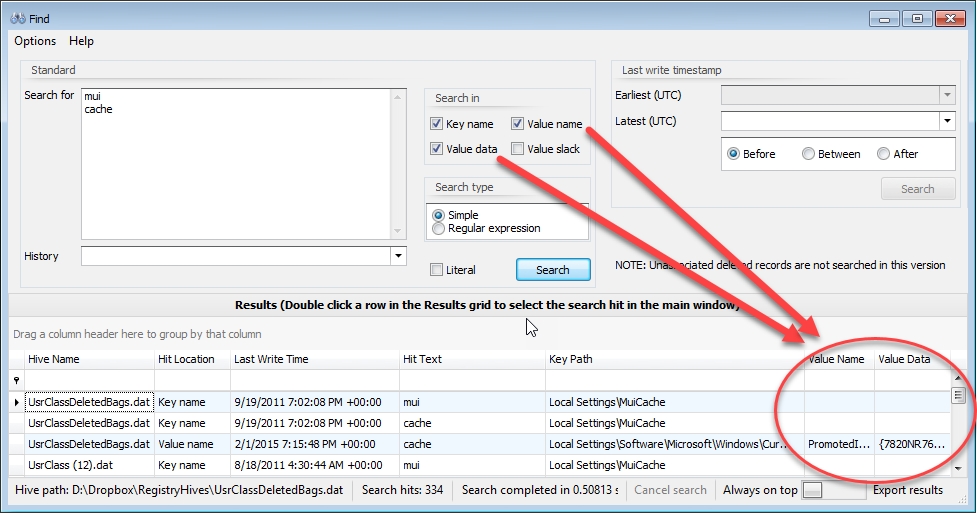 Find
Options Help
Standard
Search for
mui
cache
History
Search in
Key name Value name
Value data Value slack
Search type
Simple
Regular expression
Literal Search
Last write timestamp
Earliest (UTC)
Latest (UTC)
Before Between After
Search
NOTE: Unassociated deleted records are not searched in this version
Results (Double click a row in the Results grid to select the search hit in the main window)
Drag a column header here to group by that column
Hive Name Hit Location Last Write Time Hit Text Key Path Value Name Value Data
UsrClassDeletedBags.dat Key name 9/19/2011 7:02:08 PM +00:00 mui Local Settings\MuiCache
UsrClassDeletedBags.dat Key name 9/19/2011 7:02:08 PM +00:00 cache Local Settings\MuiCache
UsrClassDeletedBags.dat Value name 2/1/2015 7:15:48 PM +00:00 cache Local Settings\Software\Microsoft\Windows\Cur... PromotedI... {7820NR76...
UsrClass (12).dat Key name 8/18/2011 4:30:44 AM +00:00 mui Local Settings\MuiCache
Hive path: D:\Dropbox\RegistryHives\UsrClassDeletedBags.dat Search hits: 334 Search completed in 0.50813 s Cancel search Always on top Export results